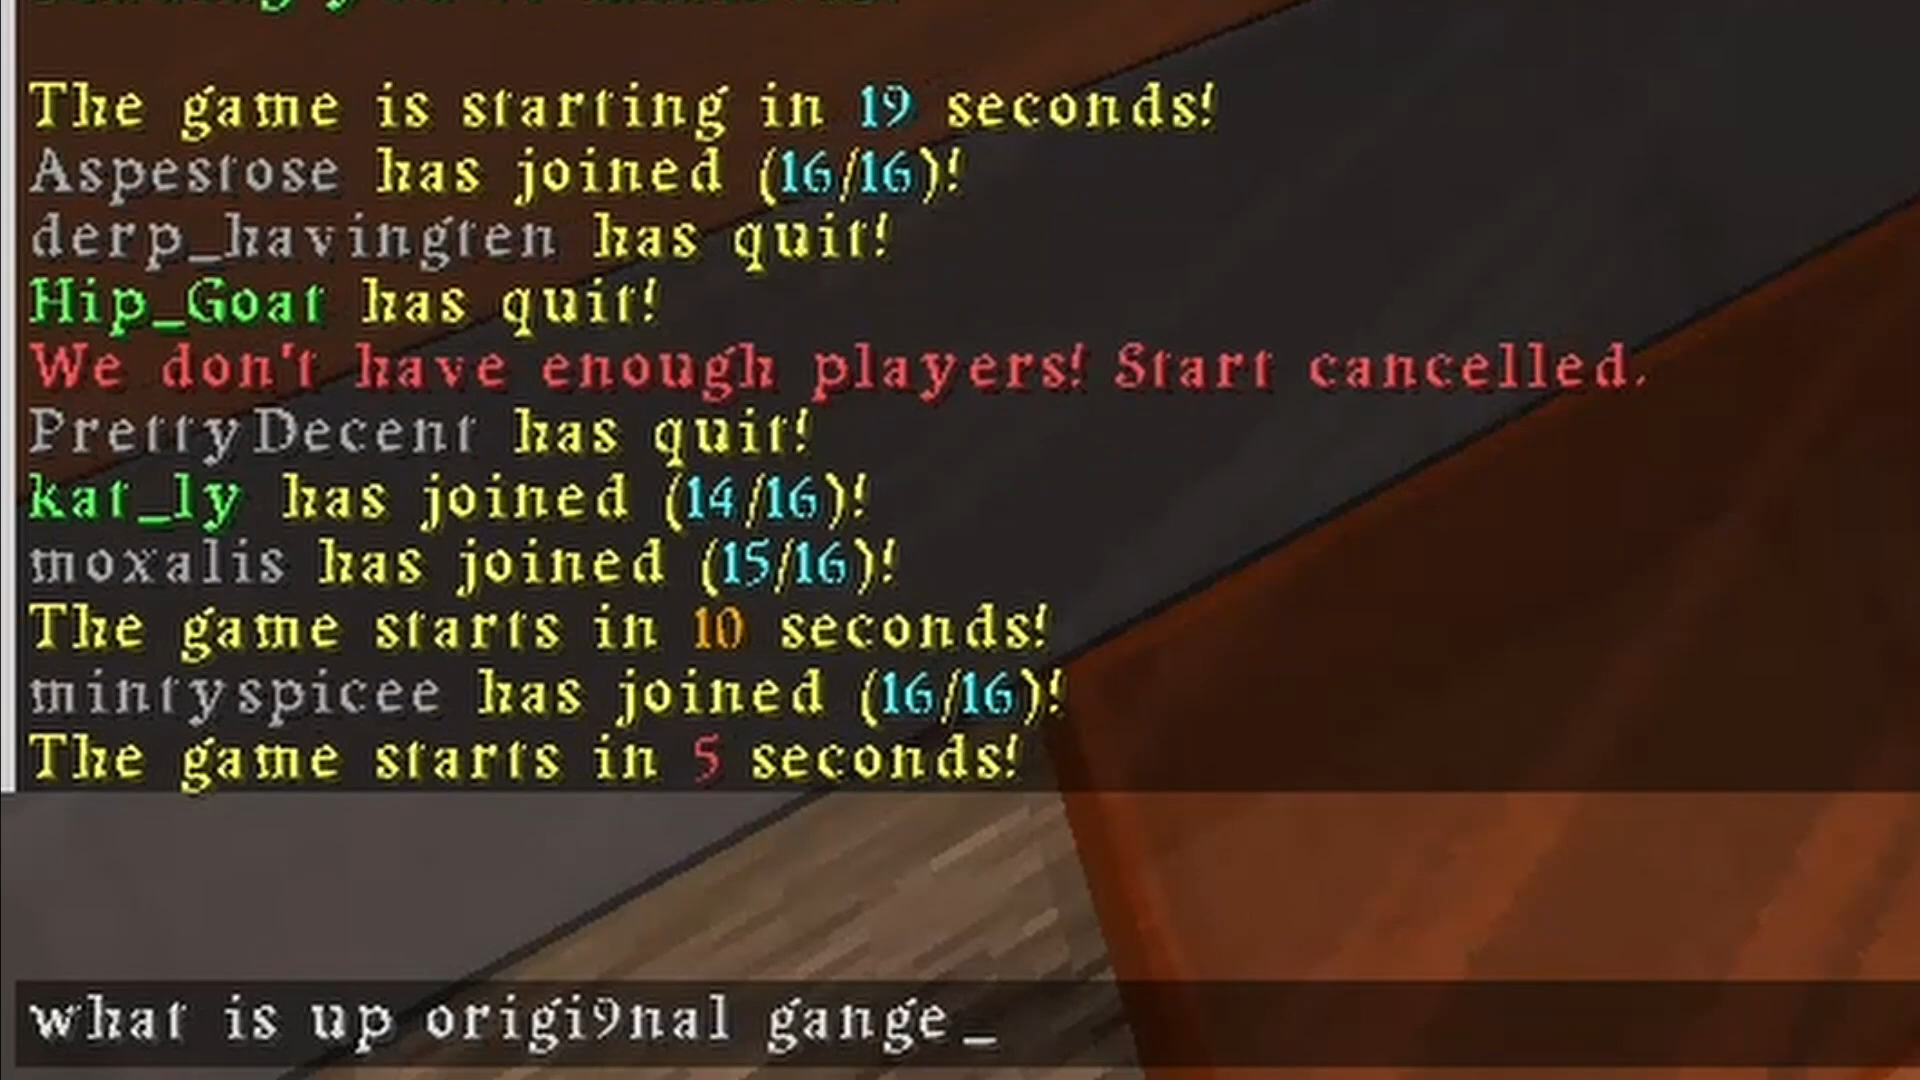 The game is starting in 19 seconds!
Aspestose has joined (16/16)!
derp_havingten has quit!
Hip_Goat has quit!
We don't have enough players! Start cancelled.
PrettyDecent has quit!
kat_ly has joined (14/16)!
moxalis has joined (15/16)!
The game starts in 10 seconds!
mintyspicee has joined (16/16)!
The game starts in 5 seconds!
what is up origi9nal gange_